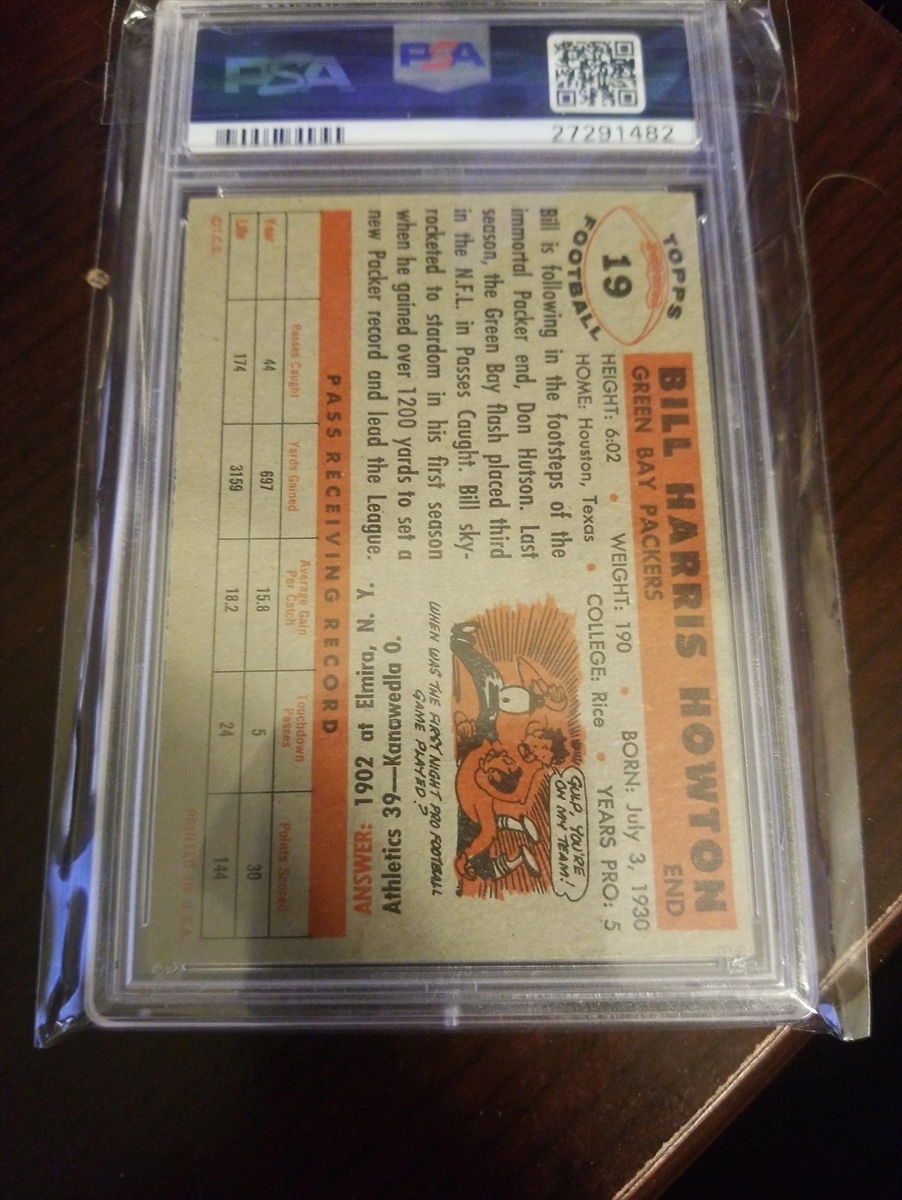 PSA
PSA
27291482
TOPPS
19
FOOTBALL
BILL HARRIS HOWTON
GREEN BAY PACKERS END
HEIGHT: 6:02 • WEIGHT: 190 • BORN: July 3, 1930
HOME: Houston, Texas • COLLEGE: Rice • YEARS PRO: 5
Bill is following in the footsteps of the
immortal Packer end, Don Hutson. Last
season, the Green Bay flash placed third
in the N.F.L. in Passes Caught. Bill sky-
rocketed to stardom in his first season
when he gained over 1200 yards to set a
new Packer record and lead the League.
GULP, YOU'RE
ON MY TEAM!
WHEN WAS THE FIRST NIGHT PRO FOOTBALL
GAME PLAYED?
Athletics 39—Kanaweola 0.
ANSWER: 1902 at Elmira, N. Y.
PASS RECEIVING RECORD
Year Passes Caught Yards Gained Average Gain Per Catch Touchdown Passes Points Scored
Year 44 697 15.8 5 30
Life 174 3159 18.2 24 144
©T.C.G. PRINTED IN U.S.A.